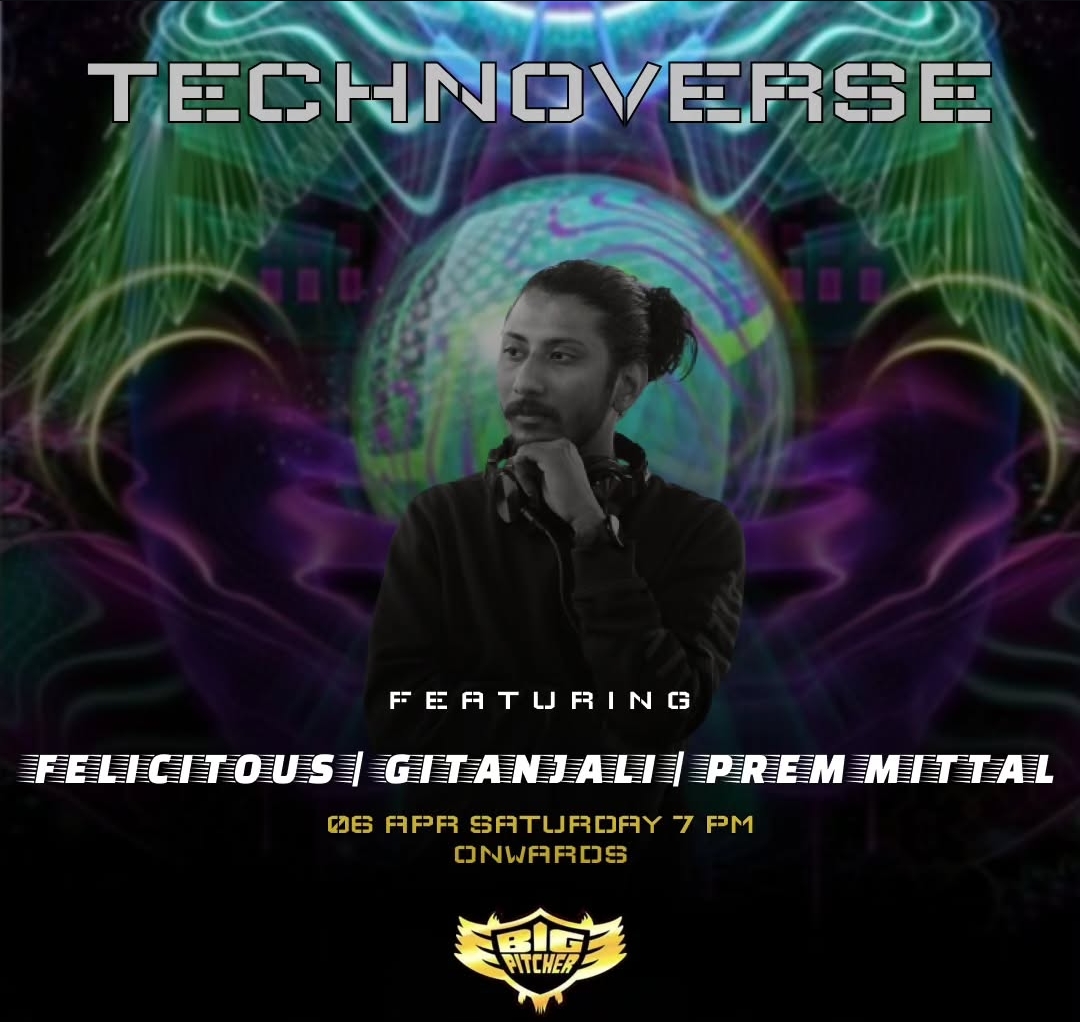 TECHNOVERSE
FEATURING
FELICITOUS | GITANJALI | PREM MITTAL
06 APR SATURDAY 7 PM
ONWARDS
BIG
PITCHER